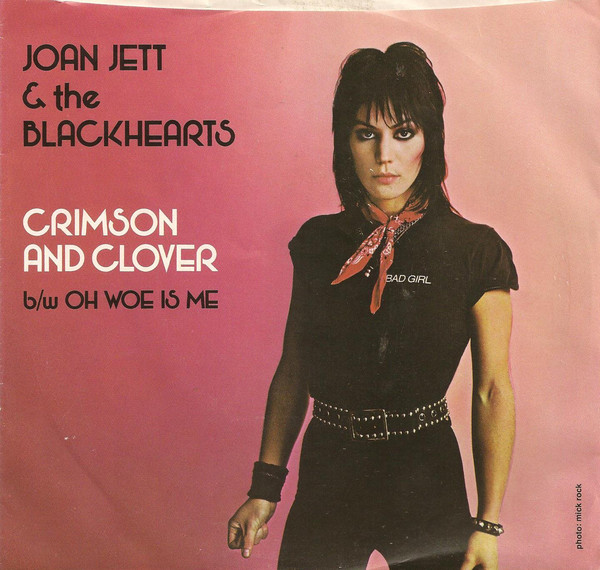 JOAN JETT
& the
BLACKHEARTS
CRIMSON
AND CLOVER
b/w OH WOE IS ME
BAD GIRL
photo: mick rock